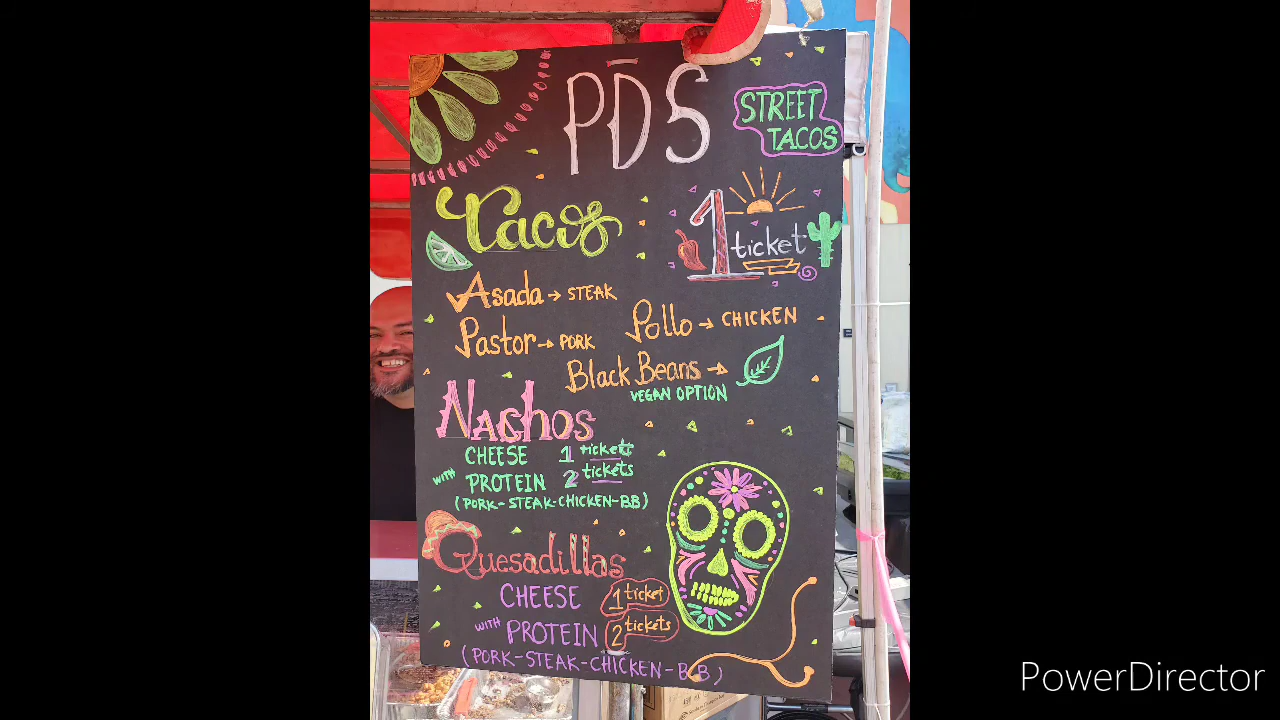 PDS
STREET
TACOS
Tacos
1 ticket
Asada → STEAK
Pollo → CHICKEN
Pastor → PORK
Black Beans →
VEGAN OPTION
Nachos
CHEESE 1 tickets
with PROTEIN 2 tickets
(PORK-STEAK-CHICKEN-BB)
Quesadillas
CHEESE 1 ticket
with PROTEIN 2 tickets
(PORK-STEAK-CHICKEN-BB)
PowerDirector